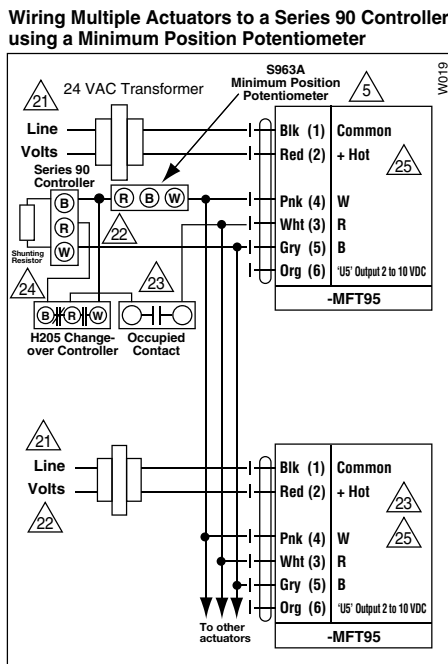 Wiring Multiple Actuators to a Series 90 Controller
using a Minimum Position Potentiometer
W019
S963A
Minimum Position
Potentiometer
21
24 VAC Transformer
5
Line
Volts
Blk (1) Common
Red (2) + Hot
25
Series 90
Controller
B
R
W
R B W
22
Pnk (4) W
Wht (3) R
Gry (5) B
Org (6) 'U5' Output 2 to 10 VDC
-MFT95
Shunting
Resistor
24
23
B R W
H205 Change-
over Controller
Occupied
Contact
21
Line
Volts
22
Blk (1) Common
Red (2) + Hot
23
25
Pnk (4) W
Wht (3) R
Gry (5) B
Org (6) 'U5' Output 2 to 10 VDC
-MFT95
To other
actuators